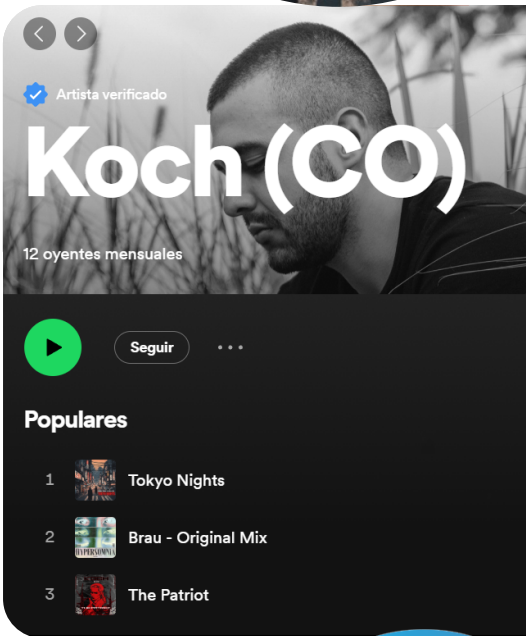 Artista verificado
Koch (CO)
12 oyentes mensuales
Seguir
Populares
1 Tokyo Nights
2 Brau - Original Mix
HYPERSOMNIA
3 The Patriot